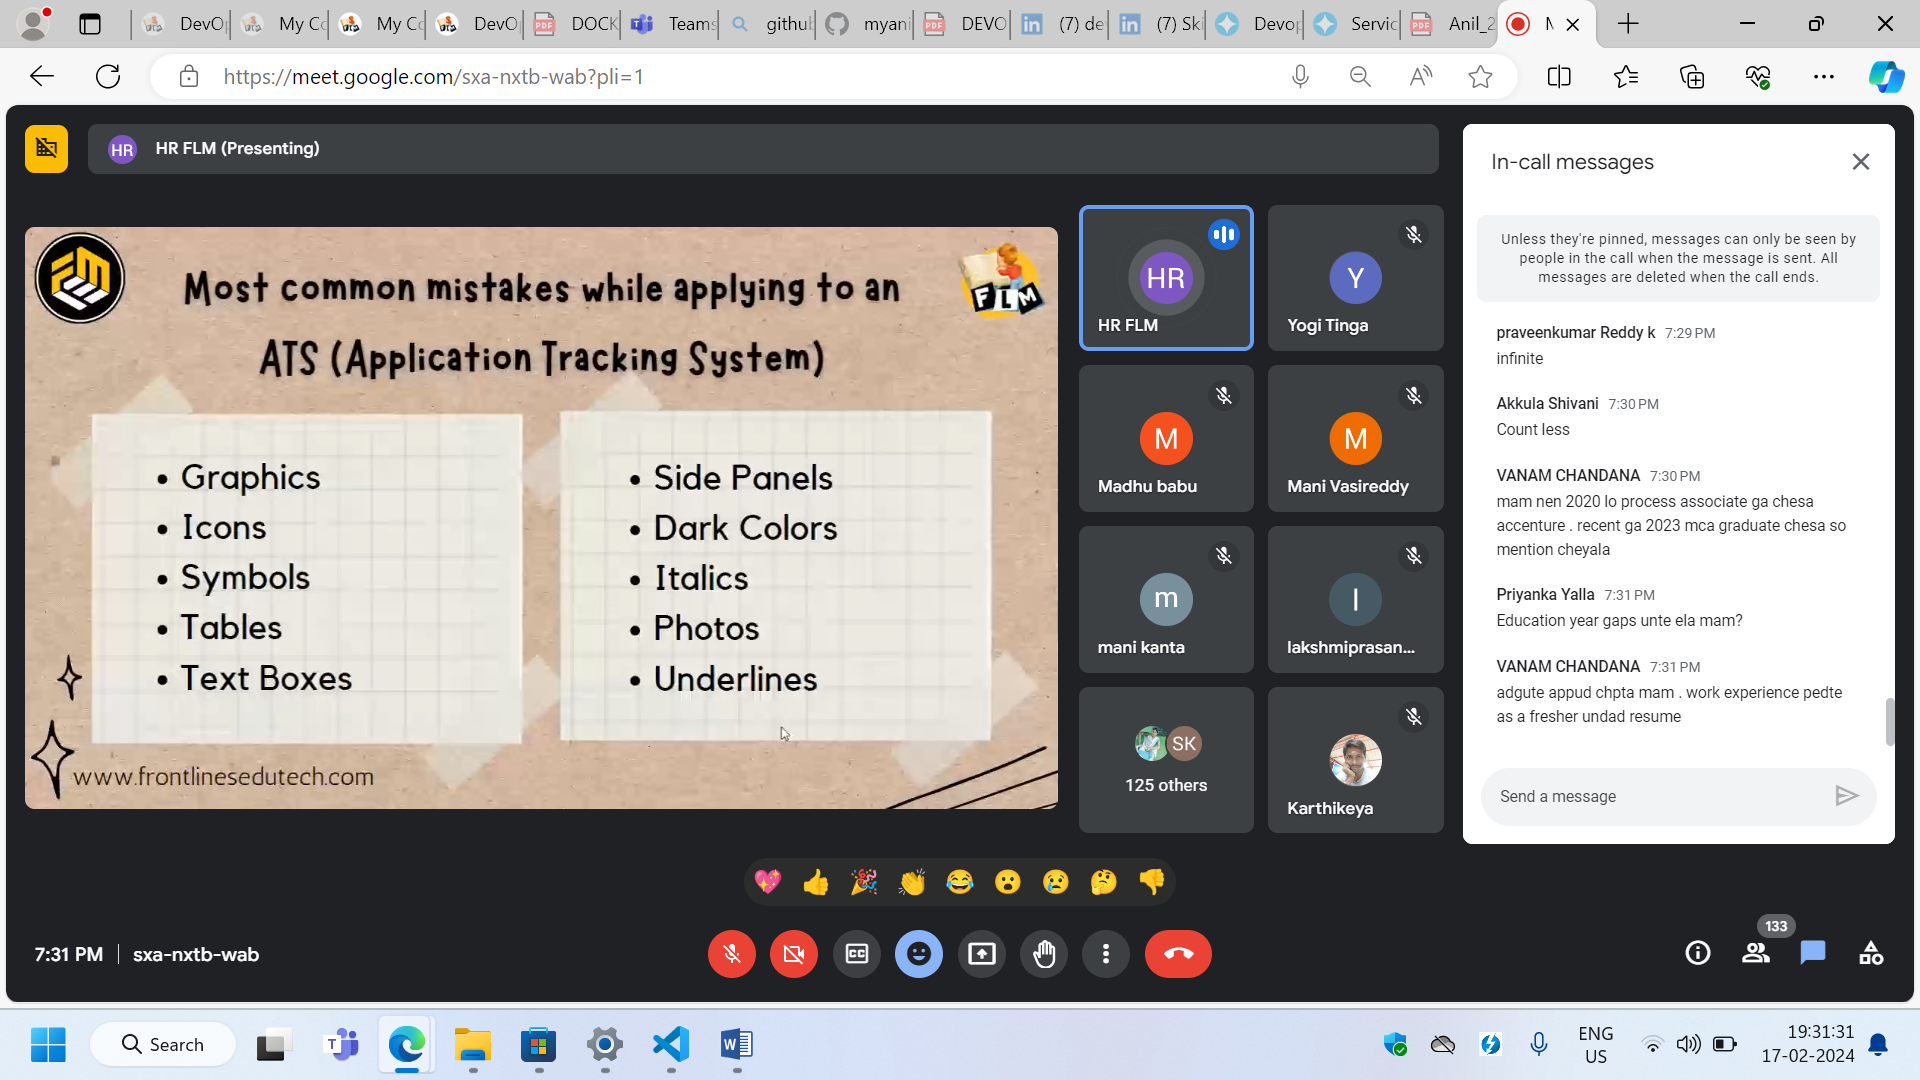 DevOp
My Co
My Co
DevOp
DOCK
Teams
github
myani
DEVO
(7) de
(7) Ski
Devop
Servic
Anil_2
https://meet.google.com/sxa-nxtb-wab?pli=1
HR
HR FLM (Presenting)
Most common mistakes while applying to an
ATS (Application Tracking System)
FLM
• Graphics
• Icons
• Symbols
• Tables
• Text Boxes
• Side Panels
• Dark Colors
• Italics
• Photos
• Underlines
www.frontlinesedutech.com
HR
HR FLM
Y
Yogi Tinga
M
Madhu babu
M
Mani Vasireddy
m
mani kanta
l
lakshmiprasan...
SK
125 others
Karthikeya
In-call messages
Unless they're pinned, messages can only be seen by
people in the call when the message is sent. All
messages are deleted when the call ends.
praveenkumar Reddy k 7:29 PM
infinite
Akkula Shivani 7:30 PM
Count less
VANAM CHANDANA 7:30 PM
mam nen 2020 lo process associate ga chesa
accenture . recent ga 2023 mca graduate chesa so
mention cheyala
Priyanka Yalla 7:31 PM
Education year gaps unte ela mam?
VANAM CHANDANA 7:31 PM
adgute appud chpta mam . work experience pedte
as a fresher undad resume
Send a message
7:31 PM | sxa-nxtb-wab
CC
133
Search
ENG
US
19:31:31
17-02-2024